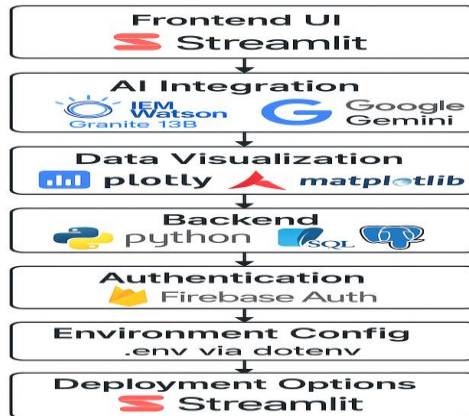 Frontend UI
Streamlit
AI Integration
IEM Watson Granite 13B
Google Gemini
Data Visualization
plotly matplotlib
Backend
python SQL
Authentication
Firebase Auth
Environment Config
.env via dotenv
Deployment Options
Streamlit